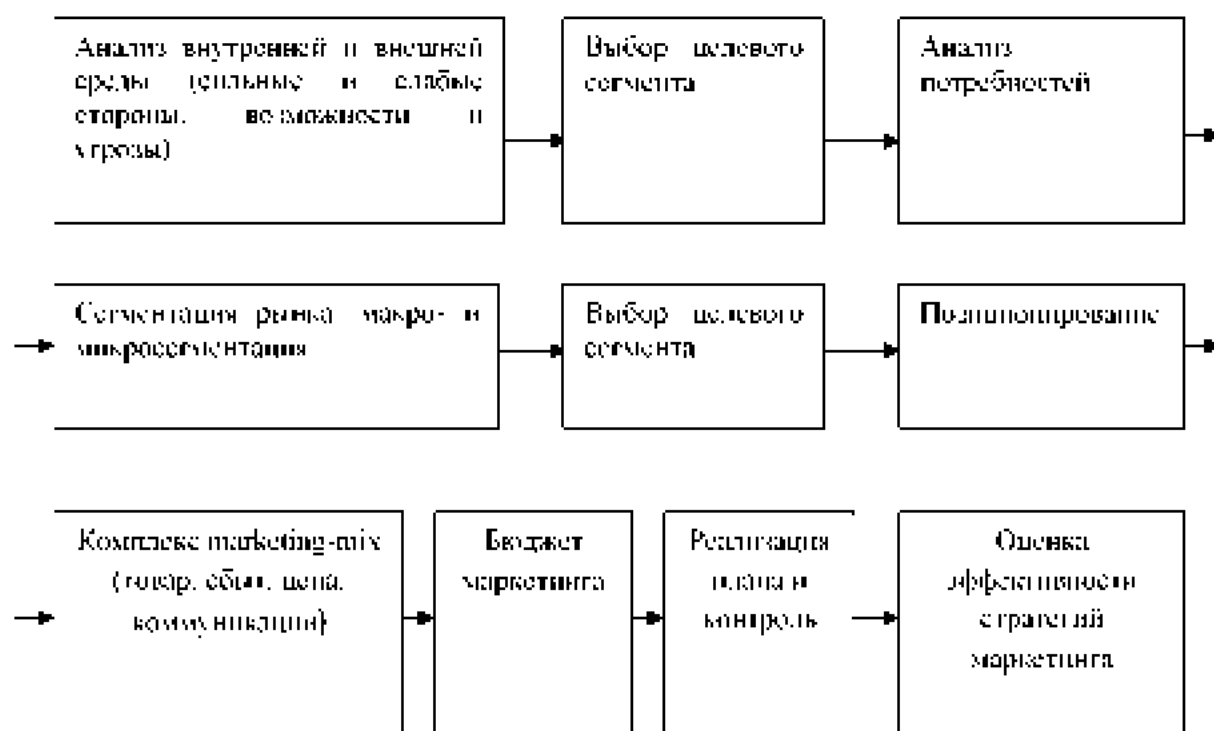 Анализ внутренней и внешней
среды (сильные и слабые
стороны, возможности и
угрозы)
Выбор целевого
сегмента
Анализ
потребностей
Сегментация рынка макро- и
микросегментация
Выбор целевого
сегмента
Позиционирование
Комплекс marketing-mix
(товар, сбыт, цена,
коммуникации)
Бюджет
маркетинга
Реализация
плана и
контроль
Оценка
эффективности
стратегий
маркетинга